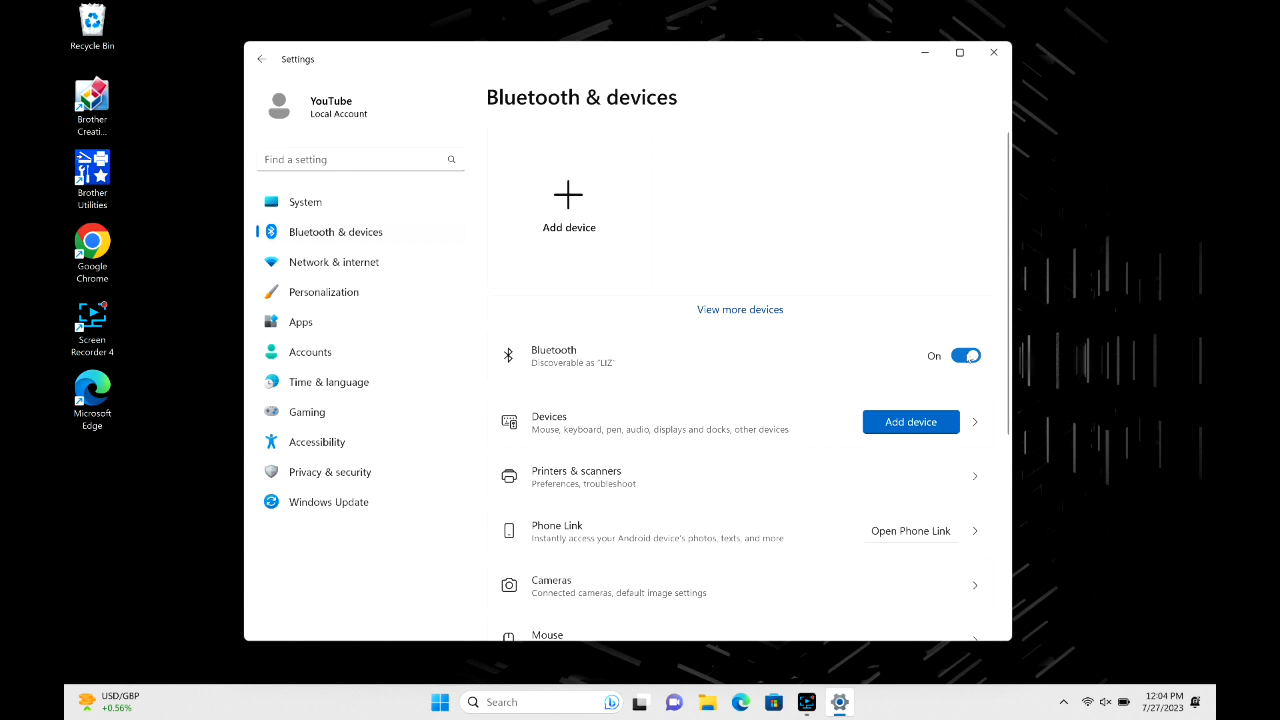 Recycle Bin
Brother
Creati...
Brother
Utilities
Google
Chrome
Screen
Recorder 4
Microsoft
Edge
Settings
YouTube
Local Account
Find a setting
System
Bluetooth & devices
Network & internet
Personalization
Apps
Accounts
Time & language
Gaming
Accessibility
Privacy & security
Windows Update
Bluetooth & devices
Add device
View more devices
Bluetooth
Discoverable as "LIZ"
On
Devices
Mouse, keyboard, pen, audio, displays and docks, other devices
Add device
Printers & scanners
Preferences, troubleshoot
Phone Link
Instantly access your Android device's photos, texts, and more
Open Phone Link
Cameras
Connected cameras, default image settings
Mouse
USD/GBP
+0.56%
Search
12:04 PM
7/27/2023